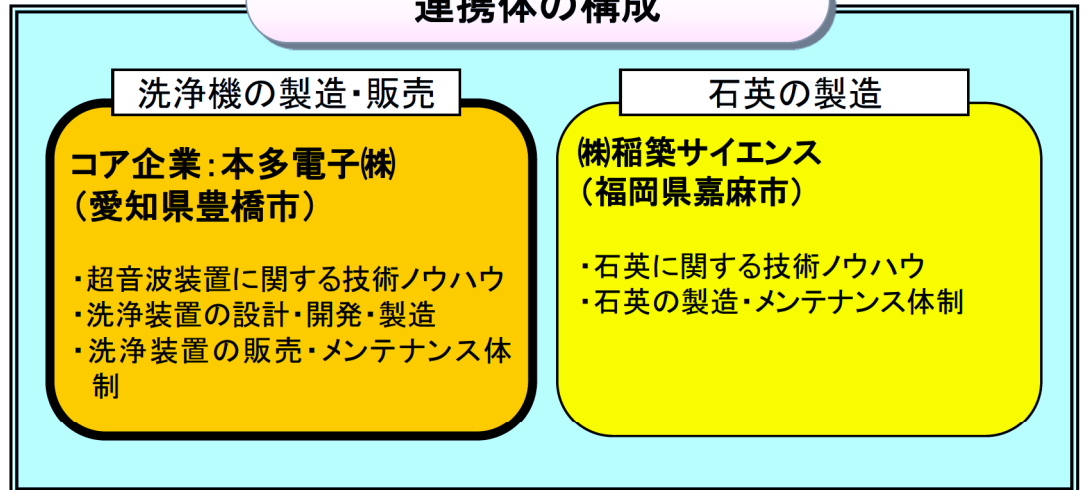 連携体の構成
洗浄機の製造・販売
コア企業：本多電子㈱
（愛知県豊橋市）
・超音波装置に関する技術ノウハウ
・洗浄装置の設計・開発・製造
・洗浄装置の販売・メンテナンス体
制
石英の製造
㈱稲築サイエンス
（福岡県嘉麻市）
・石英に関する技術ノウハウ
・石英の製造・メンテナンス体制